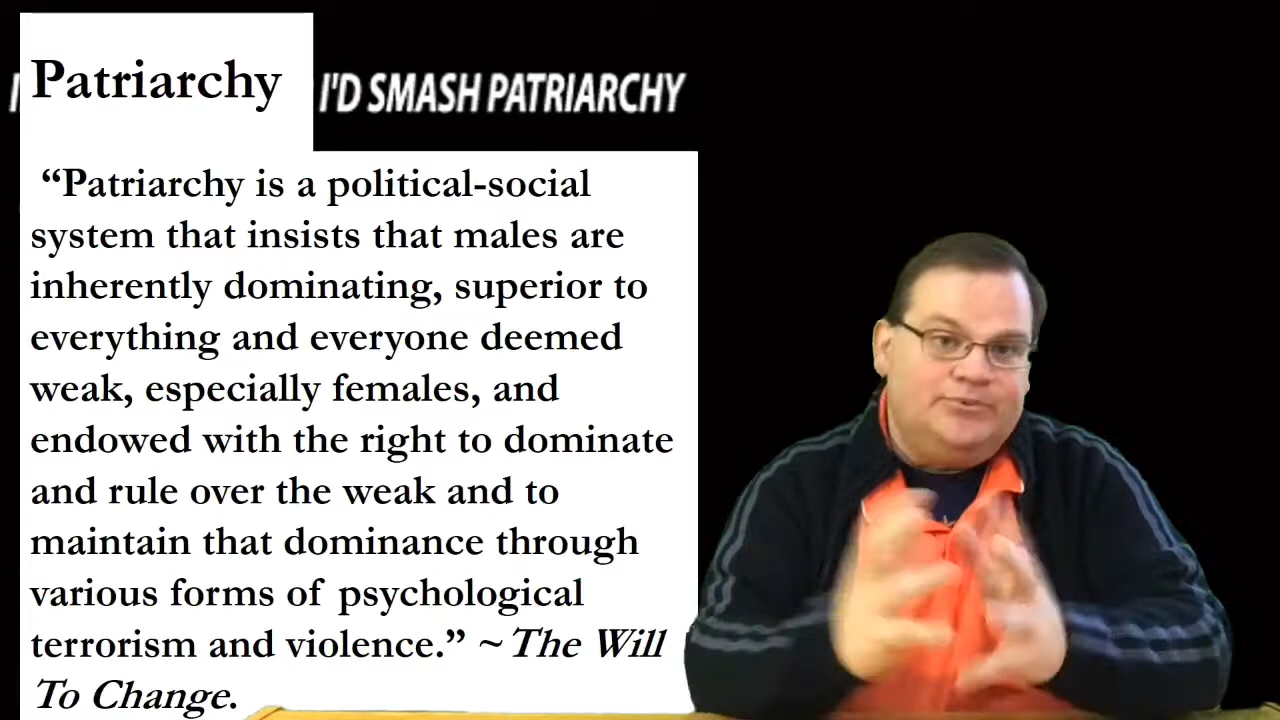 Patriarchy
I'D SMASH PATRIARCHY
“Patriarchy is a political-social
system that insists that males are
inherently dominating, superior to
everything and everyone deemed
weak, especially females, and
endowed with the right to dominate
and rule over the weak and to
maintain that dominance through
various forms of psychological
terrorism and violence.” ~ The Will
To Change.